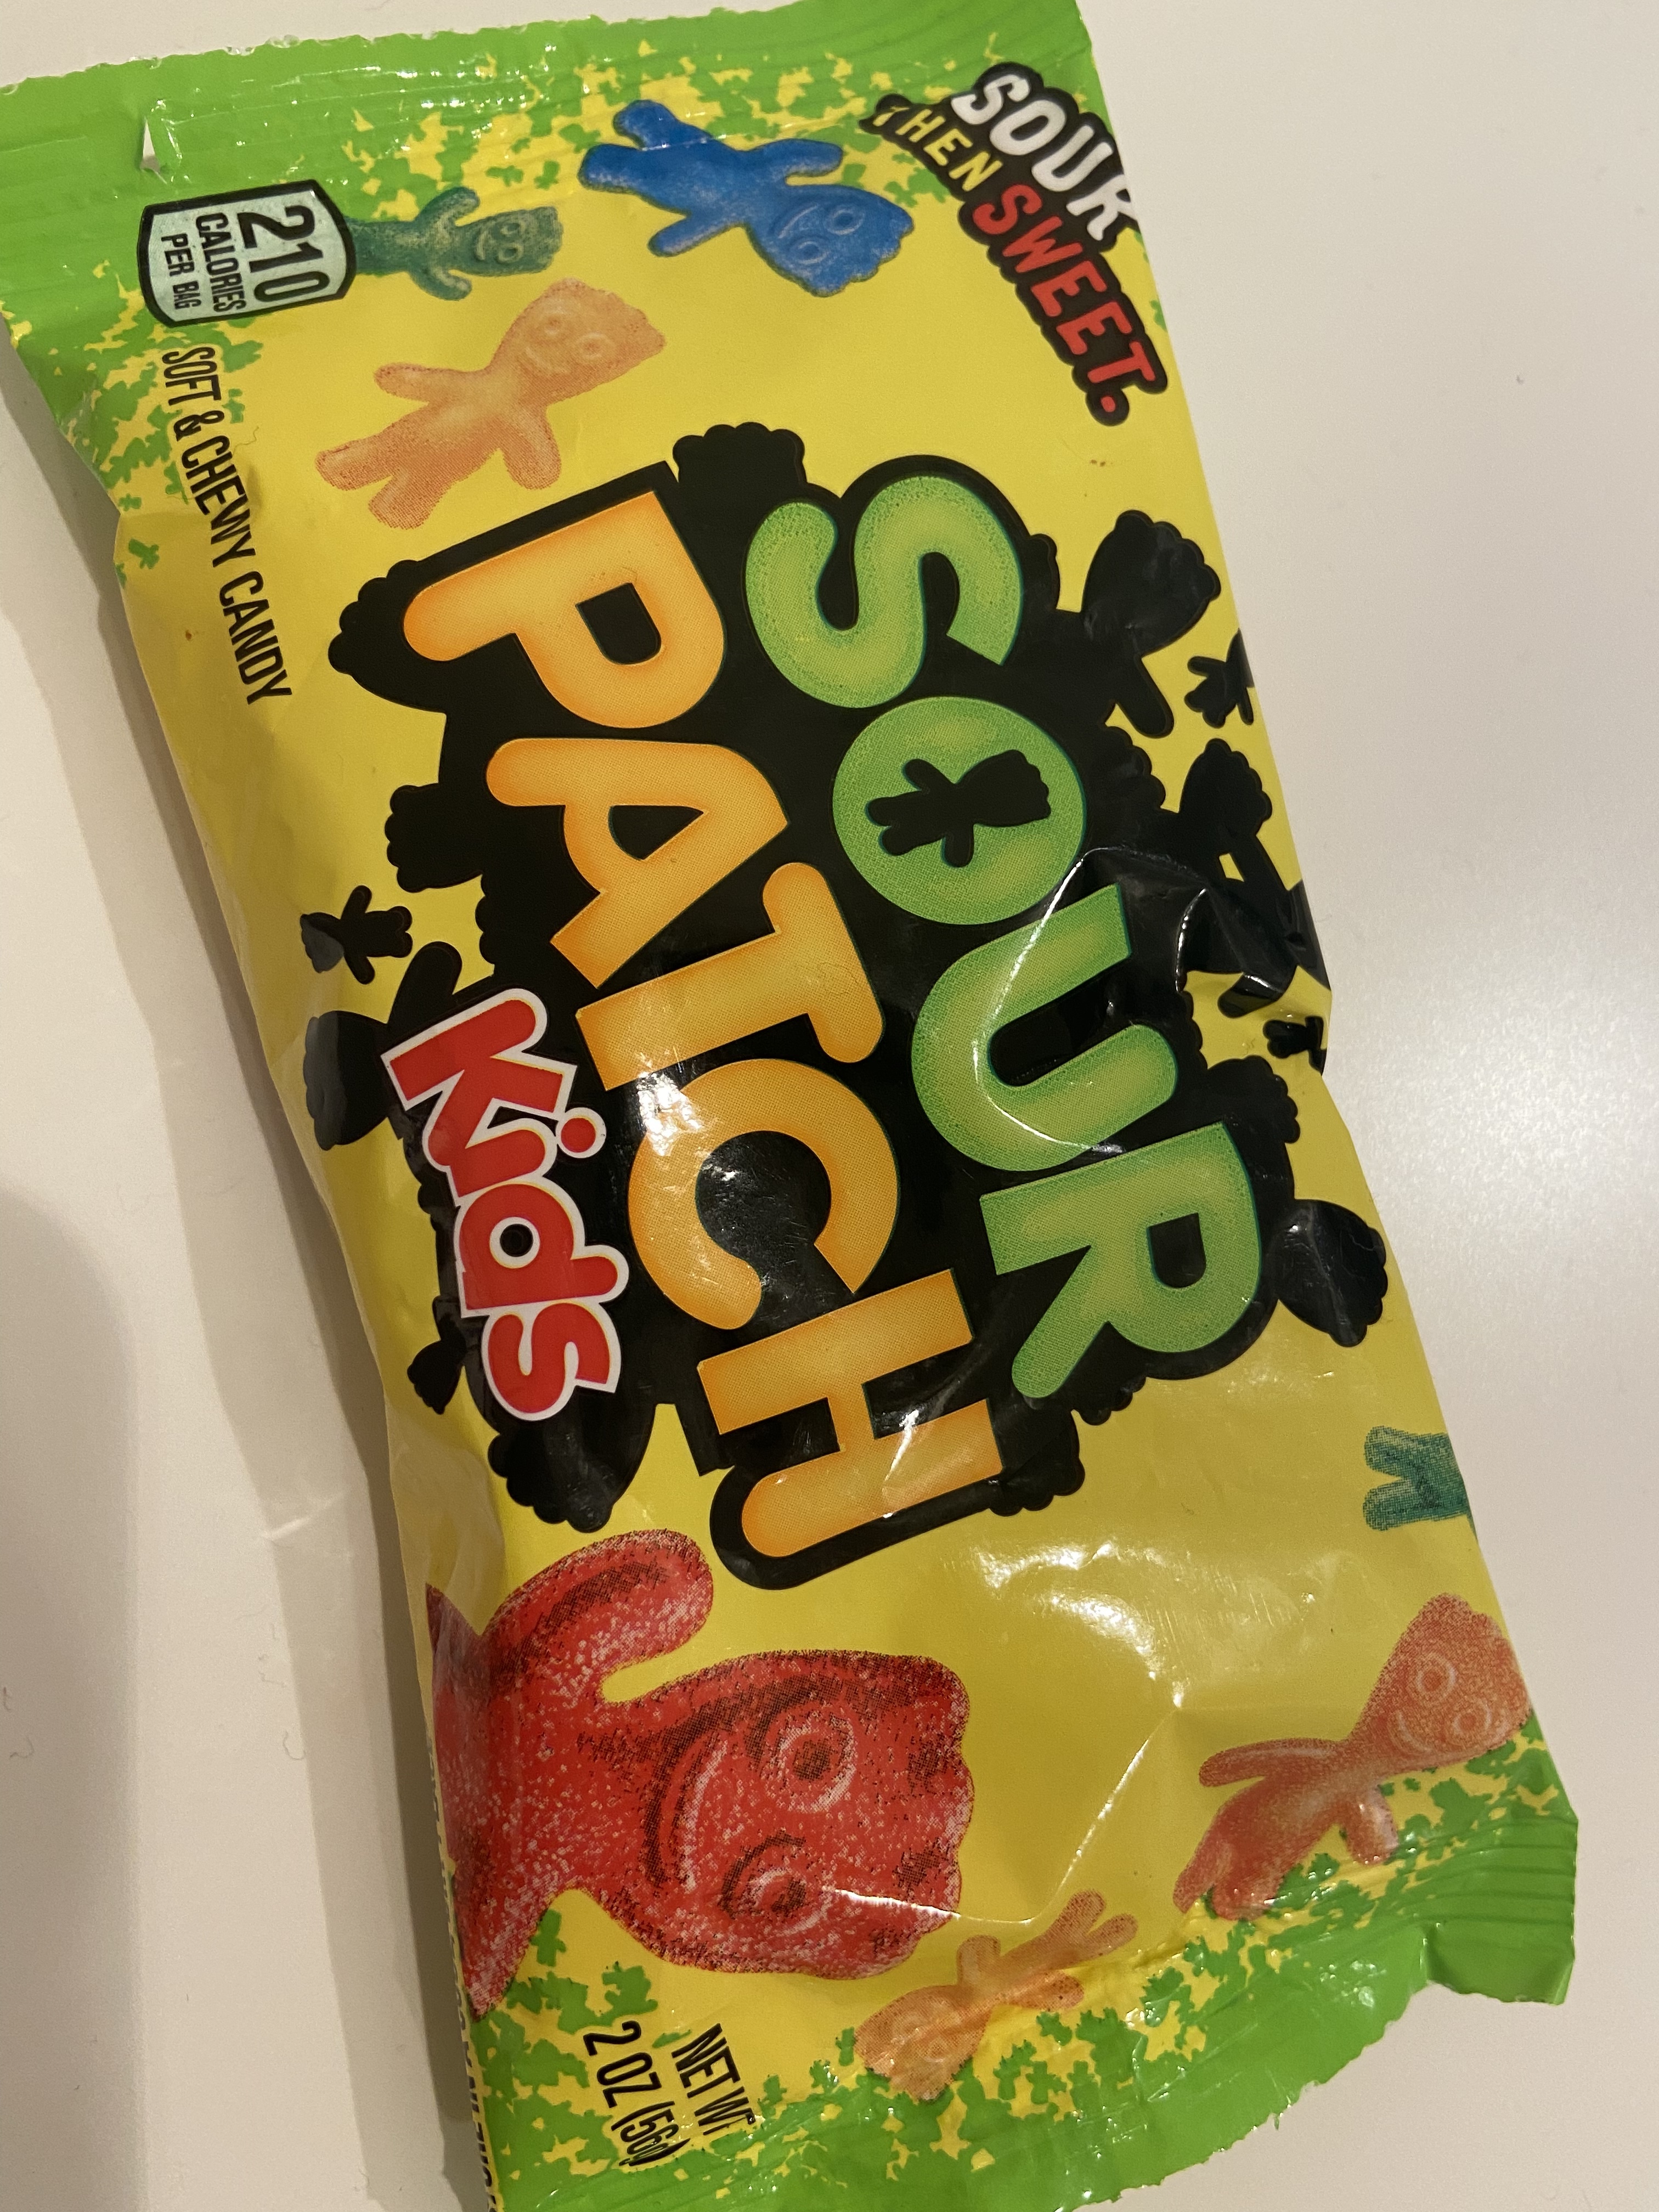 SOUR
THEN
SWEET.
SOUR
PATCH
Kids
210
CALORIES
PER BAG
SOFT & CHEWY CANDY
NET WT
2 OZ (56g)